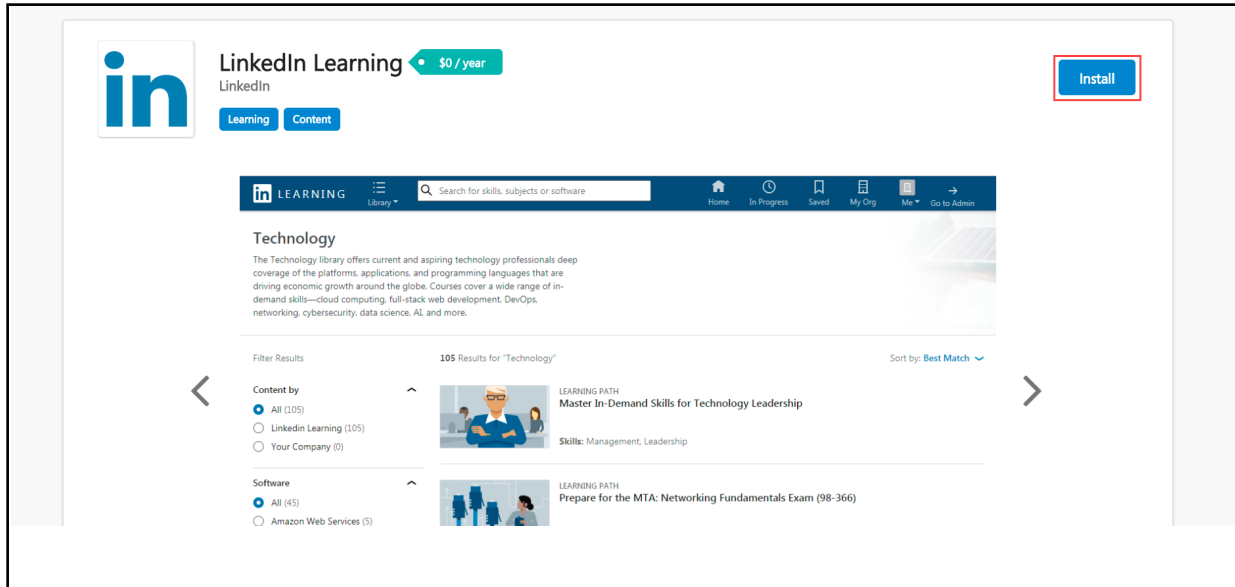 in
LinkedIn Learning
$0 / year
LinkedIn
Learning
Content
Install
in LEARNING
Library
Search for skills, subjects or software
Home
In Progress
Saved
My Org
Me
Go to Admin
Technology
The Technology library offers current and aspiring technology professionals deep
coverage of the platforms, applications, and programming languages that are
driving economic growth around the globe. Courses cover a wide range of in-
demand skills—cloud computing, full-stack web development, DevOps,
networking, cybersecurity, data science, AI, and more.
Filter Results
105 Results for "Technology"
Sort by: Best Match
Content by
All (105)
Linkedin Learning (105)
Your Company (0)
LEARNING PATH
Master In-Demand Skills for Technology Leadership
Skills: Management, Leadership
Software
All (45)
Amazon Web Services (5)
LEARNING PATH
Prepare for the MTA: Networking Fundamentals Exam (98-366)